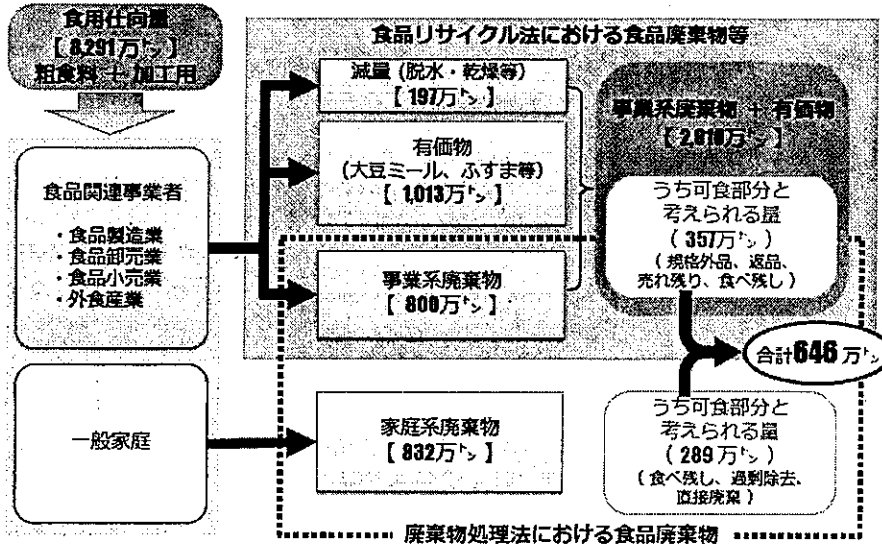 食用仕向量
【 8,291万㌧】
粗食料 + 加工用
食品リサイクル法における食品廃棄物等
減量 (脱水・乾燥等)
【 197万㌧ 】
有価物
(大豆ミール、ふすま等)
【 1,013万㌧ 】
事業系廃棄物
【 800万㌧ 】
事業系廃棄物 + 有価物
【 2,010万㌧ 】
うち可食部分と
考えられる量
( 357万㌧ )
( 規格外品、返品、
売れ残り、食べ残し )
食品関連事業者
・食品製造業
・食品卸売業
・食品小売業
・外食産業
合計646 万㌧
一般家庭
家庭系廃棄物
【 832万㌧ 】
うち可食部分と
考えられる量
( 289万㌧ )
( 食べ残し、過剰除去、
直接廃棄 )
廃棄物処理法における食品廃棄物